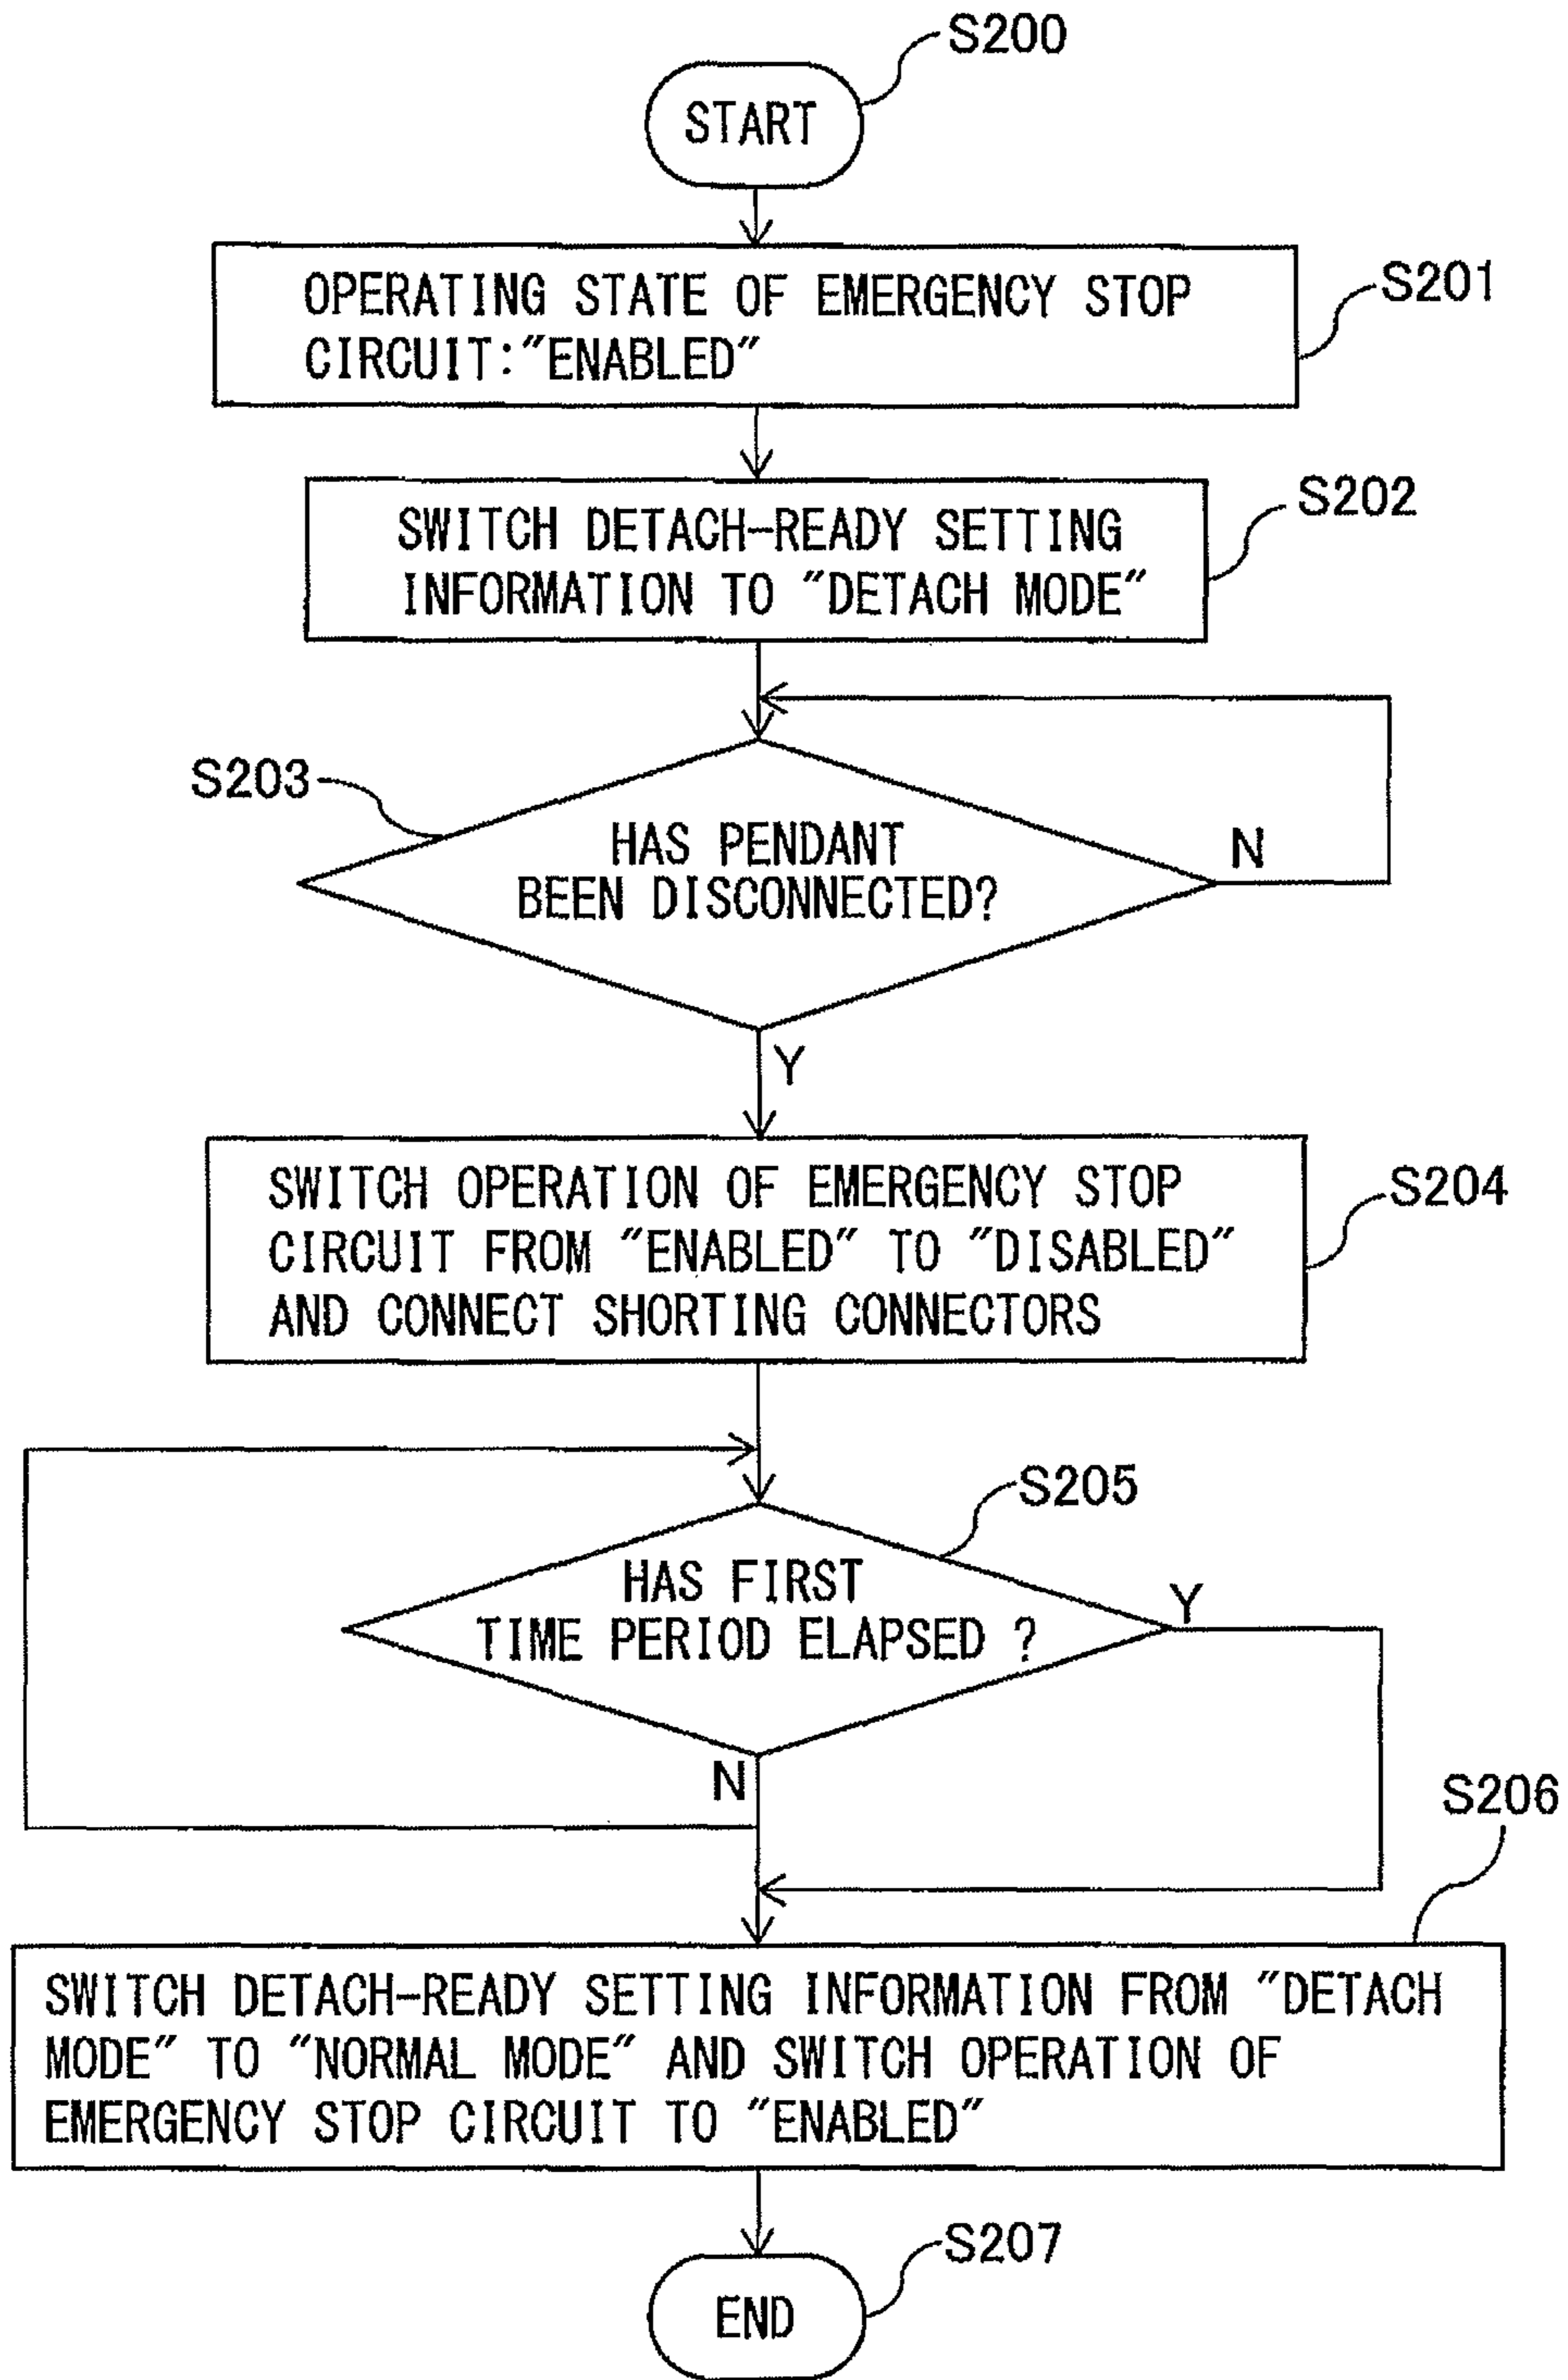 S200
START
OPERATING STATE OF EMERGENCY STOP
CIRCUIT:"ENABLED"
S201
SWITCH DETACH-READY SETTING
INFORMATION TO "DETACH MODE"
S202
S203
HAS PENDANT
BEEN DISCONNECTED?
N
Y
SWITCH OPERATION OF EMERGENCY STOP
CIRCUIT FROM "ENABLED" TO "DISABLED"
AND CONNECT SHORTING CONNECTORS
S204
S205
HAS FIRST
TIME PERIOD ELAPSED ?
Y
N
S206
SWITCH DETACH-READY SETTING INFORMATION FROM "DETACH
MODE" TO "NORMAL MODE" AND SWITCH OPERATION OF
EMERGENCY STOP CIRCUIT TO "ENABLED"
S207
END